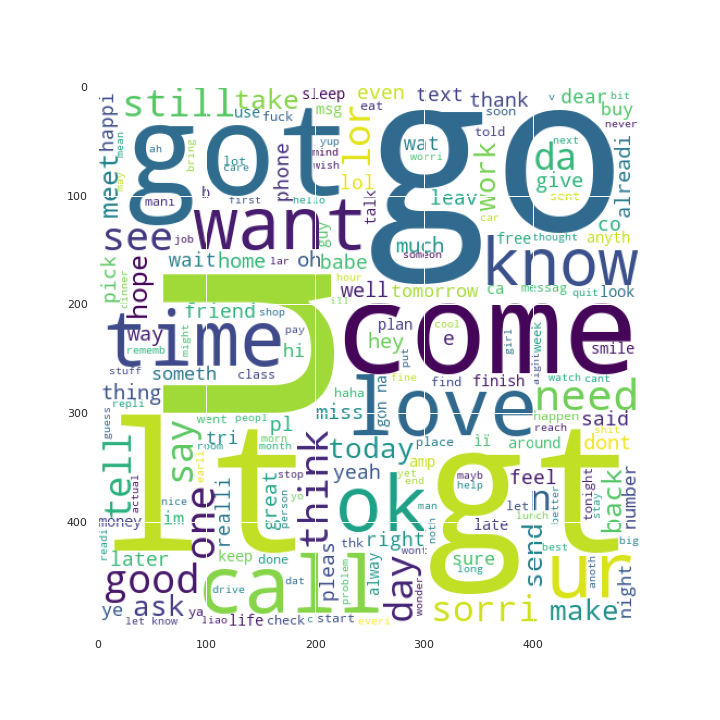 0
100
200
300
400
0 100 200 300 400
happi still take sleep even text thank v dear bit
use fuck msg eat soon buy never
meet mean got lor go wat told da next already
ah yup
may bring lot care mind wish worri work give sent
mani h first phone hello lol talk leav car co
see job want guy much someon know free thought anyth
pick wait home lar oh babe
hope hour well tomorrow ca messag quit look
u friend shop ill
time way might hi pay hey plan come cool e girl week smile
rememb
stuff someth class put alright
thing fine find finish watch cant
repli haha gon na love need
guess went peopl pl miss happen said
lt say tri morn place ü around reach shit dont
tell room month today
earli think yeah amp gt
actual nice one realli great stop yet mayb feel tonight back number
person yo ok end help let n better stay
money im man lunch
readi noth late big
later keep done thk right send best
good call pleas problem alway wont day sure long anoth ur night
dat
drive wonder
ye ask ya sorri make
let know liao life check c start everi